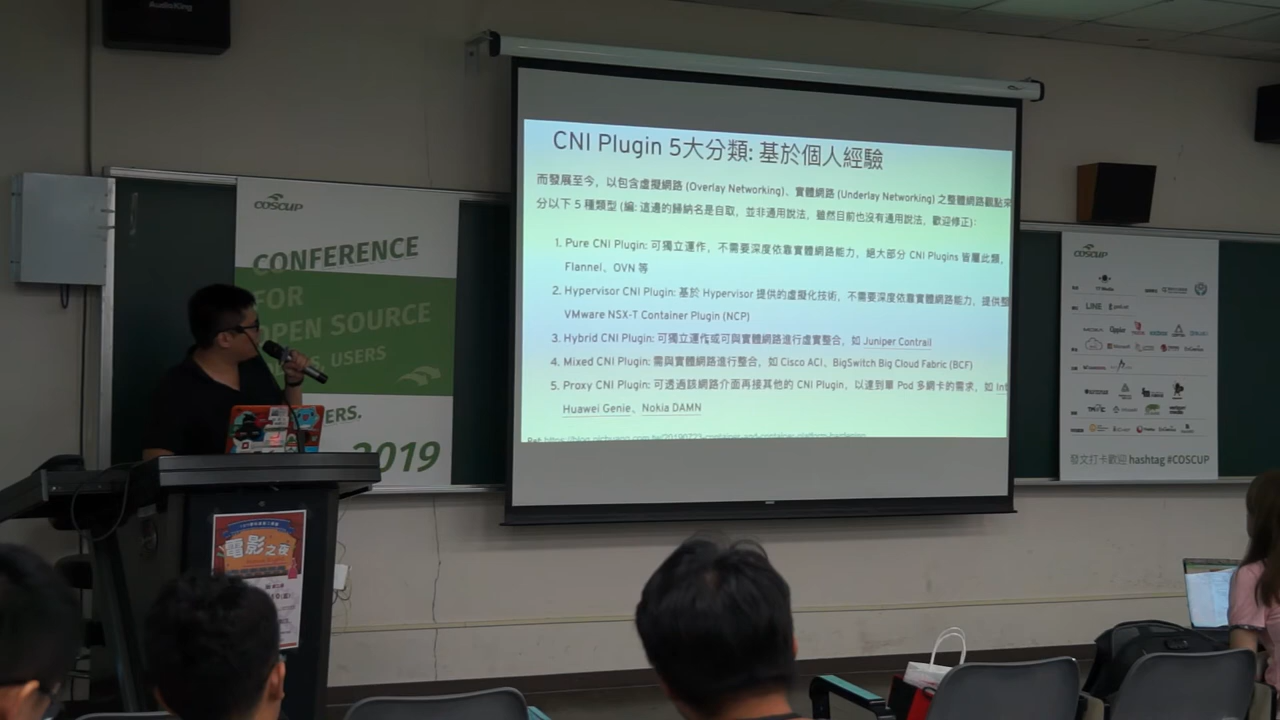 AudioKing
CNI Plugin 5大分類: 基於個人經驗
而發展至今，以包含虛擬網路 (Overlay Networking)、實體網路 (Underlay Networking) 之整體網路觀點來
分以下 5 種類型 (編: 這邊的歸納名是自取，並非通用說法，雖然目前也沒有通用說法，歡迎修正):
1. Pure CNI Plugin: 可獨立運作，不需要深度依靠實體網路能力，絕大部分 CNI Plugins 皆屬此類，
Flannel、OVN 等
2. Hypervisor CNI Plugin: 基於 Hypervisor 提供的虛擬化技術，不需要深度依靠實體網路能力，提供整
VMware NSX-T Container Plugin (NCP)
3. Hybrid CNI Plugin: 可獨立運作或可與實體網路進行虛實整合，如 Juniper Contrail
4. Mixed CNI Plugin: 需與實體網路進行整合，如 Cisco ACI、BigSwitch Big Cloud Fabric (BCF)
5. Proxy CNI Plugin: 可透過該網路介面再接其他的 CNI Plugin，以達到單 Pod 多網卡的需求，如 Int
Huawei Genie、Nokia DAMN
COSCUP
CONFERENCE
FOR
OPEN SOURCE
USERS
ERS.
2019
電影之夜
COSCUP
LINE
發文打卡歡迎 hashtag #COSCUP